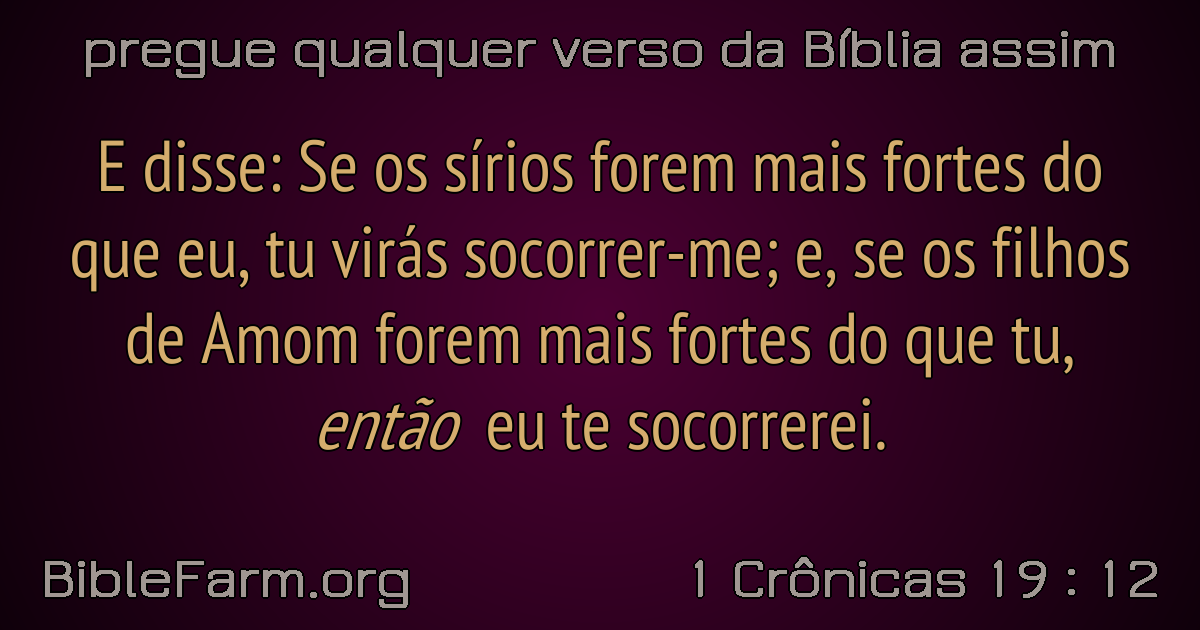 pregue qualquer verso da Bíblia assim
E disse: Se os sírios forem mais fortes do
que eu, tu virás socorrer-me; e, se os filhos
de Amom forem mais fortes do que tu,
então eu te socorrerei.
BibleFarm.org
1 Crônicas 19 : 12